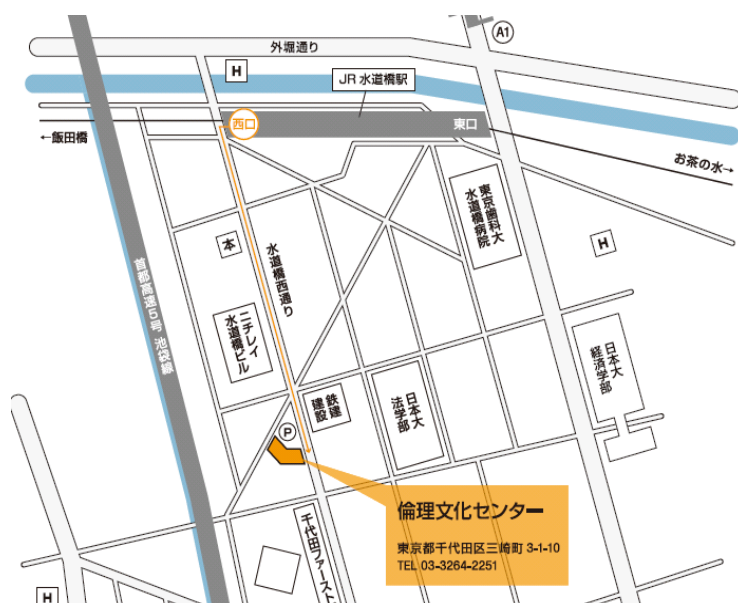 A1
外堀通り
H
JR 水道橋駅
西口
東口
←飯田橋
お茶の水→
東京歯科大
水道橋病院
本
水道橋西通り
H
首都高速5号 池袋線
ニチレイ
水道橋ビル
日本大
経済学部
鉄建
建設
日本大
法学部
P
倫理文化センター
東京都千代田区三崎町 3-1-10
TEL 03-3264-2251
千代田ファースト
H